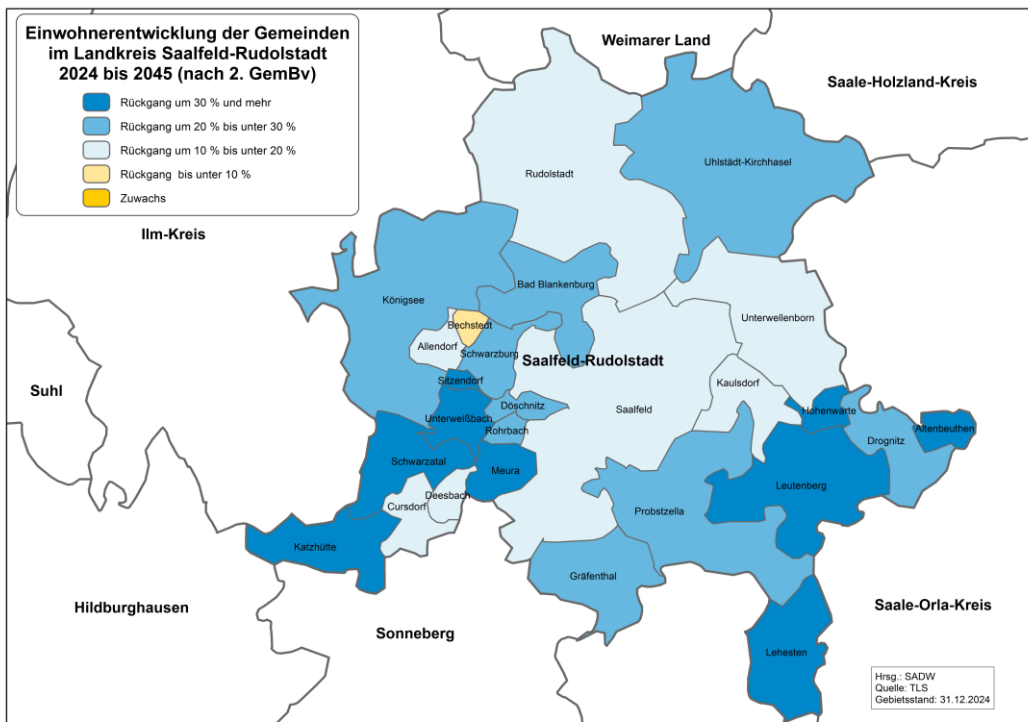 Einwohnerentwicklung der Gemeinden
im Landkreis Saalfeld-Rudolstadt
2024 bis 2045 (nach 2. GemBv)
Rückgang um 30 % und mehr
Rückgang um 20 % bis unter 30 %
Rückgang um 10 % bis unter 20 %
Rückgang bis unter 10 %
Zuwachs
Weimarer Land
Saale-Holzland-Kreis
Uhlstädt-Kirchhasel
Rudolstadt
Ilm-Kreis
Bad Blankenburg
Königsee
Unterwellenborn
Bechstedt
Allendorf
Schwarzburg
Saalfeld-Rudolstadt
Suhl
Sitzendorf
Kaulsdorf
Döschnitz
Saalfeld
Hohenwarte
Unterweißbach
Altenbeuthen
Rohrbach
Drognitz
Schwarzatal
Meura
Leutenberg
Deesbach
Cursdorf
Probstzella
Katzhütte
Gräfenthal
Hildburghausen
Saale-Orla-Kreis
Sonneberg
Lehesten
Hrsg.: SADW
Quelle: TLS
Gebietsstand: 31.12.2024